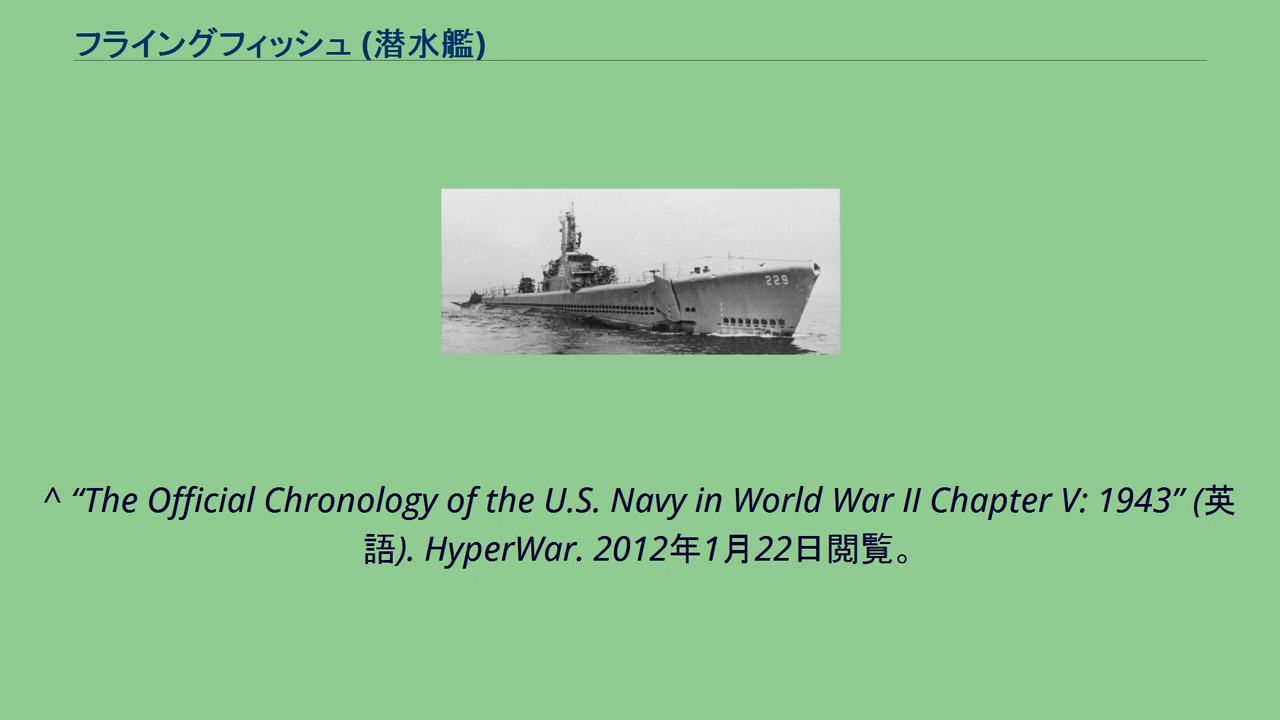 フライングフィッシュ (潜水艦)
229
^ “The Official Chronology of the U.S. Navy in World War II Chapter V: 1943” (英
語). HyperWar. 2012年1月22日閲覧。